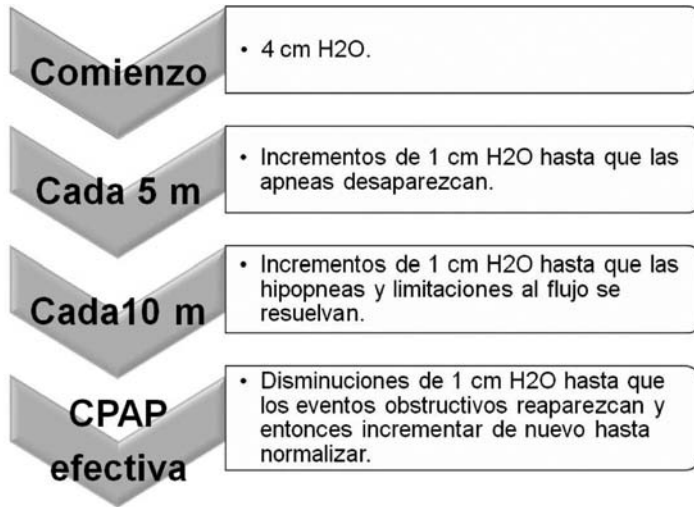 Comienzo
• 4 cm H2O.
Cada 5 m
• Incrementos de 1 cm H2O hasta que las
apneas desaparezcan.
Cada10 m
• Incrementos de 1 cm H2O hasta que las
hipopneas y limitaciones al flujo se
resuelvan.
CPAP
efectiva
• Disminuciones de 1 cm H2O hasta que
los eventos obstructivos reaparezcan y
entonces incrementar de nuevo hasta
normalizar.